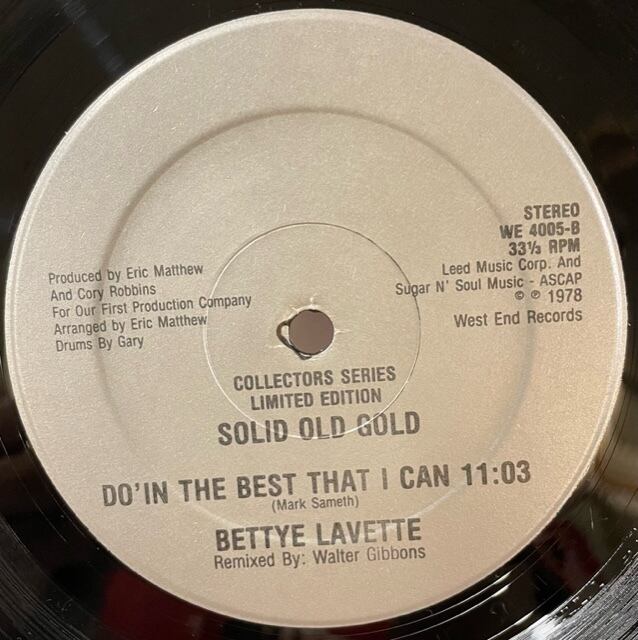 STEREO
WE 4005-B
33⅓ RPM
Leed Music Corp. And
Sugar N' Soul Music - ASCAP
© ℗ 1978
West End Records
Produced by Eric Matthew
And Cory Robbins
For Our First Production Company
Arranged by Eric Matthew
Drums By Gary
COLLECTORS SERIES
LIMITED EDITION
SOLID OLD GOLD
DO'IN THE BEST THAT I CAN 11:03
(Mark Sameth)
BETTYE LAVETTE
Remixed By: Walter Gibbons